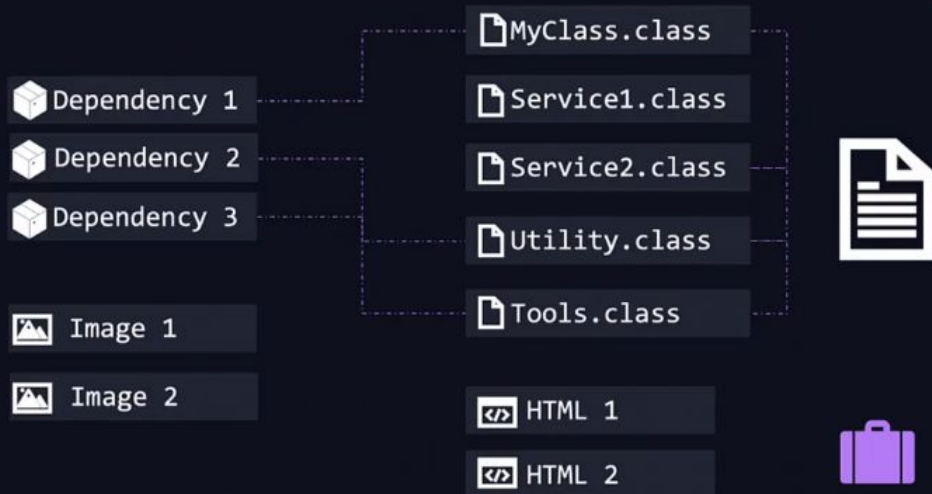 Dependency 1
Dependency 2
Dependency 3
Image 1
Image 2
MyClass.class
Service1.class
Service2.class
Utility.class
Tools.class
HTML 1
HTML 2